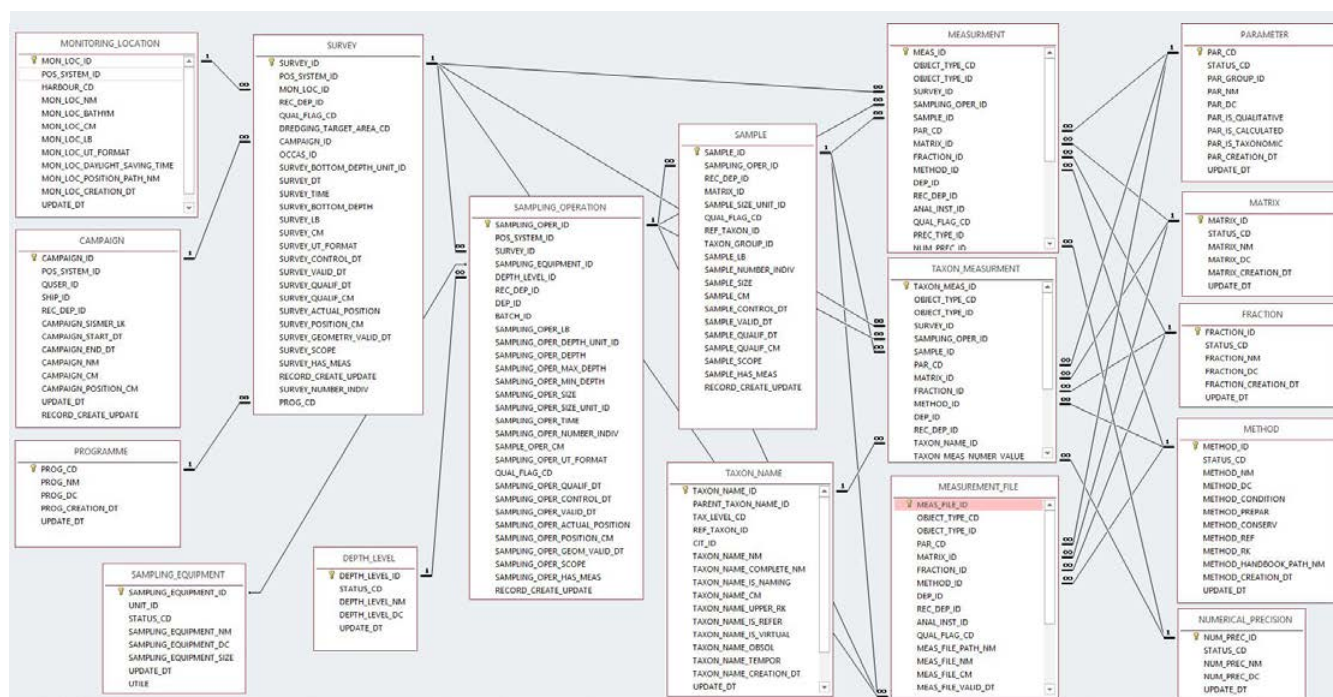 MONITORING_LOCATION
MON_LOC_ID
POS_SYSTEM_ID
HARBOUR_CD
MON_LOC_NM
MON_LOC_BATHYM
MON_LOC_CM
MON_LOC_LB
MON_LOC_UT_FORMAT
MON_LOC_DAYLIGHT_SAVING_TIME
MON_LOC_POSITION_PATH_NM
MON_LOC_CREATION_DT
UPDATE_DT
CAMPAIGN
CAMPAIGN_ID
POS_SYSTEM_ID
QUSER_ID
SHIP_ID
REC_DEP_ID
CAMPAIGN_SISMER_LK
CAMPAIGN_START_DT
CAMPAIGN_END_DT
CAMPAIGN_NM
CAMPAIGN_CM
CAMPAIGN_POSITION_CM
UPDATE_DT
RECORD_CREATE_UPDATE
PROGRAMME
PROG_CD
PROG_NM
PROG_DC
PROG_CREATION_DT
UPDATE_DT
SAMPLING_EQUIPMENT
SAMPLING_EQUIPMENT_ID
UNIT_ID
STATUS_CD
SAMPLING_EQUIPMENT_NM
SAMPLING_EQUIPMENT_DC
SAMPLING_EQUIPMENT_SIZE
UPDATE_DT
UTILE
SURVEY
SURVEY_ID
POS_SYSTEM_ID
MON_LOC_ID
REC_DEP_ID
QUAL_FLAG_CD
DREDGING_TARGET_AREA_CD
CAMPAIGN_ID
OCCAS_ID
SURVEY_BOTTOM_DEPTH_UNIT_ID
SURVEY_DT
SURVEY_TIME
SURVEY_BOTTOM_DEPTH
SURVEY_LB
SURVEY_CM
SURVEY_UT_FORMAT
SURVEY_CONTROL_DT
SURVEY_VALID_DT
SURVEY_QUALIF_DT
SURVEY_QUALIF_CM
SURVEY_ACTUAL_POSITION
SURVEY_POSITION_CM
SURVEY_GEOMETRY_VALID_DT
SURVEY_SCOPE
SURVEY_HAS_MEAS
RECORD_CREATE_UPDATE
SURVEY_NUMBER_INDIV
PROG_CD
DEPTH_LEVEL
DEPTH_LEVEL_ID
STATUS_CD
DEPTH_LEVEL_NM
DEPTH_LEVEL_DC
UPDATE_DT
SAMPLING_OPERATION
SAMPLING_OPER_ID
POS_SYSTEM_ID
SURVEY_ID
SAMPLING_EQUIPMENT_ID
DEPTH_LEVEL_ID
REC_DEP_ID
DEP_ID
BATCH_ID
SAMPLING_OPER_LB
SAMPLING_OPER_DEPTH_UNIT_ID
SAMPLING_OPER_DEPTH
SAMPLING_OPER_MAX_DEPTH
SAMPLING_OPER_MIN_DEPTH
SAMPLING_OPER_SIZE
SAMPLING_OPER_SIZE_UNIT_ID
SAMPLING_OPER_TIME
SAMPLING_OPER_NUMBER_INDIV
SAMPLE_OPER_CM
SAMPLING_OPER_UT_FORMAT
QUAL_FLAG_CD
SAMPLING_OPER_QUALIF_DT
SAMPLING_OPER_CONTROL_DT
SAMPLING_OPER_VALID_DT
SAMPLING_OPER_ACTUAL_POSITION
SAMPLING_OPER_POSITION_CM
SAMPLING_OPER_GEOM_VALID_DT
SAMPLING_OPER_SCOPE
SAMPLING_OPER_HAS_MEAS
RECORD_CREATE_UPDATE
SAMPLE
SAMPLE_ID
SAMPLING_OPER_ID
REC_DEP_ID
MATRIX_ID
SAMPLE_SIZE_UNIT_ID
QUAL_FLAG_CD
REF_TAXON_ID
TAXON_GROUP_ID
SAMPLE_LB
SAMPLE_NUMBER_INDIV
SAMPLE_SIZE
SAMPLE_CM
SAMPLE_CONTROL_DT
SAMPLE_VALID_DT
SAMPLE_QUALIF_DT
SAMPLE_QUALIF_CM
SAMPLE_SCOPE
SAMPLE_HAS_MEAS
RECORD_CREATE_UPDATE
TAXON_NAME
TAXON_NAME_ID
PARENT_TAXON_NAME_ID
TAX_LEVEL_CD
REF_TAXON_ID
CIT_ID
TAXON_NAME_NM
TAXON_NAME_COMPLETE_NM
TAXON_NAME_IS_NAMING
TAXON_NAME_CM
TAXON_NAME_UPPER_RK
TAXON_NAME_IS_REFER
TAXON_NAME_IS_VIRTUAL
TAXON_NAME_OBSOL
TAXON_NAME_TEMPOR
TAXON_NAME_CREATION_DT
UPDATE_DT
MEASURMENT
MEAS_ID
OBJECT_TYPE_CD
OBJECT_TYPE_ID
SURVEY_ID
SAMPLING_OPER_ID
SAMPLE_ID
PAR_CD
MATRIX_ID
FRACTION_ID
METHOD_ID
DEP_ID
REC_DEP_ID
ANAL_INST_ID
QUAL_FLAG_CD
PREC_TYPE_ID
NUM_PREC_ID
TAXON_MEASURMENT
TAXON_MEAS_ID
OBJECT_TYPE_CD
OBJECT_TYPE_ID
SURVEY_ID
SAMPLING_OPER_ID
SAMPLE_ID
PAR_CD
MATRIX_ID
FRACTION_ID
METHOD_ID
DEP_ID
REC_DEP_ID
TAXON_NAME_ID
TAXON_MEAS_NUMER_VALUE
MEASUREMENT_FILE
MEAS_FILE_ID
OBJECT_TYPE_CD
OBJECT_TYPE_ID
PAR_CD
MATRIX_ID
FRACTION_ID
METHOD_ID
DEP_ID
REC_DEP_ID
ANAL_INST_ID
QUAL_FLAG_CD
MEAS_FILE_PATH_NM
MEAS_FILE_NM
MEAS_FILE_CM
MEAS_FILE_VALID_DT
PARAMETER
PAR_CD
STATUS_CD
PAR_GROUP_ID
PAR_NM
PAR_DC
PAR_IS_QUALITATIVE
PAR_IS_CALCULATED
PAR_IS_TAXONOMIC
PAR_CREATION_DT
UPDATE_DT
MATRIX
MATRIX_ID
STATUS_CD
MATRIX_NM
MATRIX_DC
MATRIX_CREATION_DT
UPDATE_DT
FRACTION
FRACTION_ID
STATUS_CD
FRACTION_NM
FRACTION_DC
FRACTION_CREATION_DT
UPDATE_DT
METHOD
METHOD_ID
STATUS_CD
METHOD_NM
METHOD_DC
METHOD_CONDITION
METHOD_PREPAR
METHOD_CONSERV
METHOD_REF
METHOD_RK
METHOD_HANDBOOK_PATH_NM
METHOD_CREATION_DT
UPDATE_DT
NUMERICAL_PRECISION
NUM_PREC_ID
STATUS_CD
NUM_PREC_NM
NUM_PREC_DC
UPDATE_DT